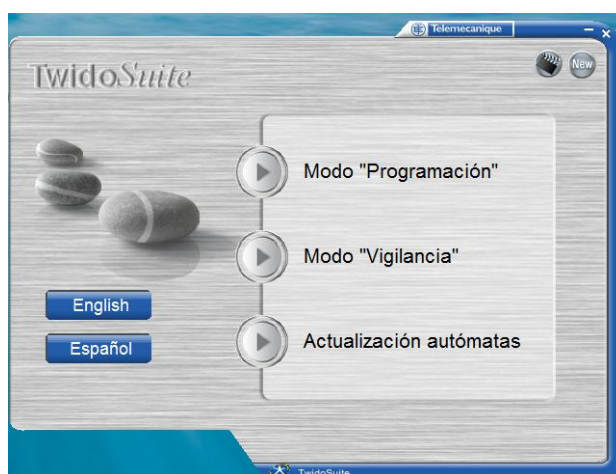 Telemecanique
TwidoSuite
New
Modo "Programación"
Modo "Vigilancia"
English
Español
Actualización autómatas
TwidoSuite